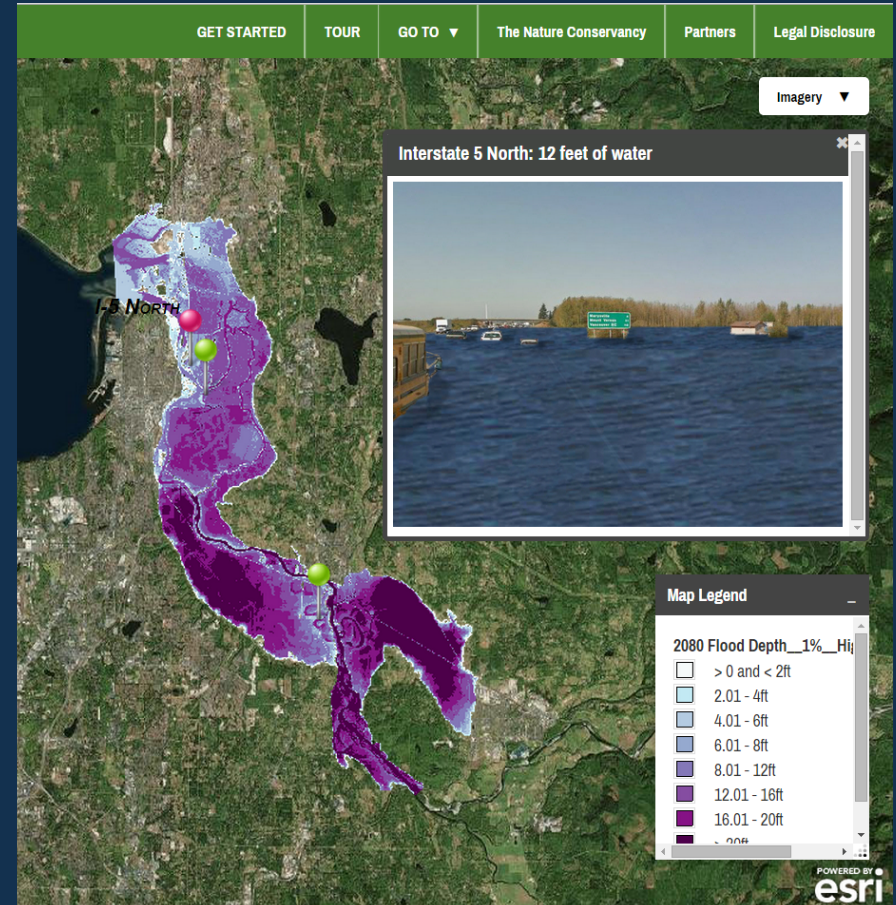 GET STARTED
TOUR
GO TO ▼
The Nature Conservancy
Partners
Legal Disclosure
Imagery ▼
Interstate 5 North: 12 feet of water
I-5 North
Map Legend
2080 Flood Depth__1%__Hi
> 0 and < 2ft
2.01 - 4ft
4.01 - 6ft
6.01 - 8ft
8.01 - 12ft
12.01 - 16ft
16.01 - 20ft
> 20ft
POWERED BY
esri